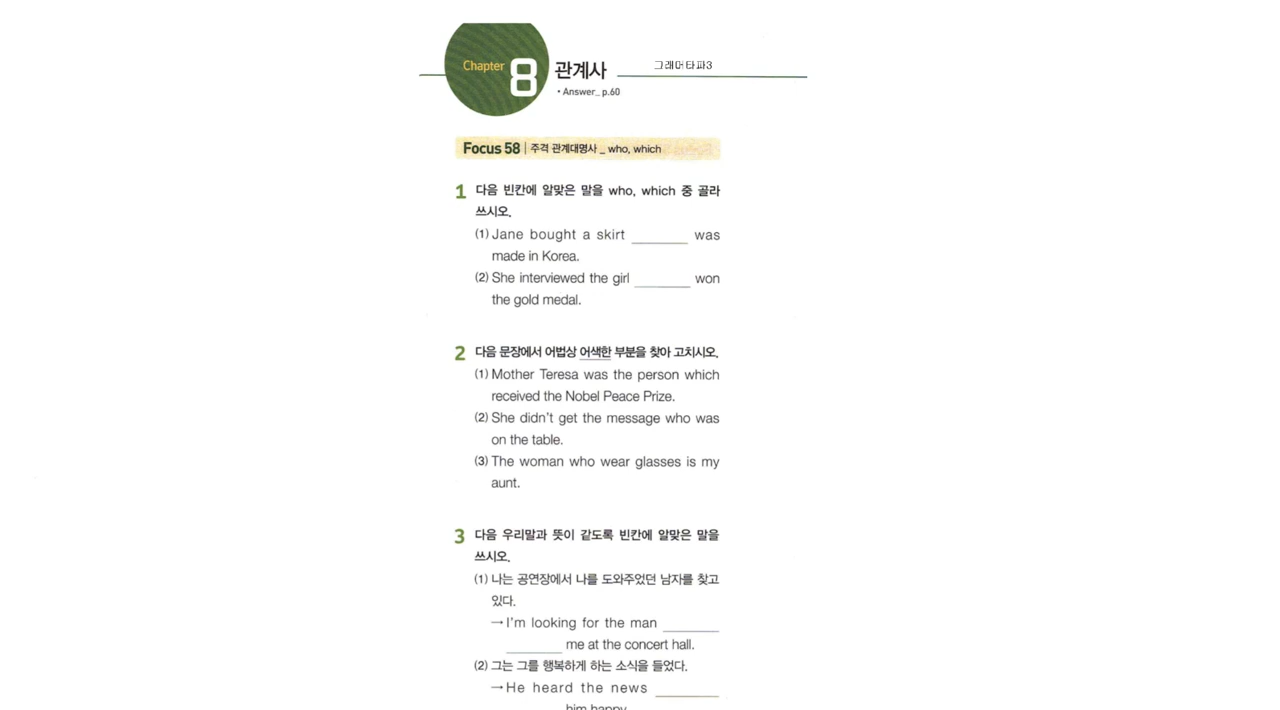 Chapter 8 관계사 그래머타파3
• Answer_ p.60
Focus 58 | 주격 관계대명사 _ who, which
1 다음 빈칸에 알맞은 말을 who, which 중 골라
쓰시오.
(1) Jane bought a skirt ________ was
made in Korea.
(2) She interviewed the girl ________ won
the gold medal.
2 다음 문장에서 어법상 어색한 부분을 찾아 고치시오.
(1) Mother Teresa was the person which
received the Nobel Peace Prize.
(2) She didn't get the message who was
on the table.
(3) The woman who wear glasses is my
aunt.
3 다음 우리말과 뜻이 같도록 빈칸에 알맞은 말을
쓰시오.
(1) 나는 공연장에서 나를 도와주었던 남자를 찾고
있다.
→ I'm looking for the man ________
________ me at the concert hall.
(2) 그는 그를 행복하게 하는 소식을 들었다.
→ He heard the news ________
him happy.